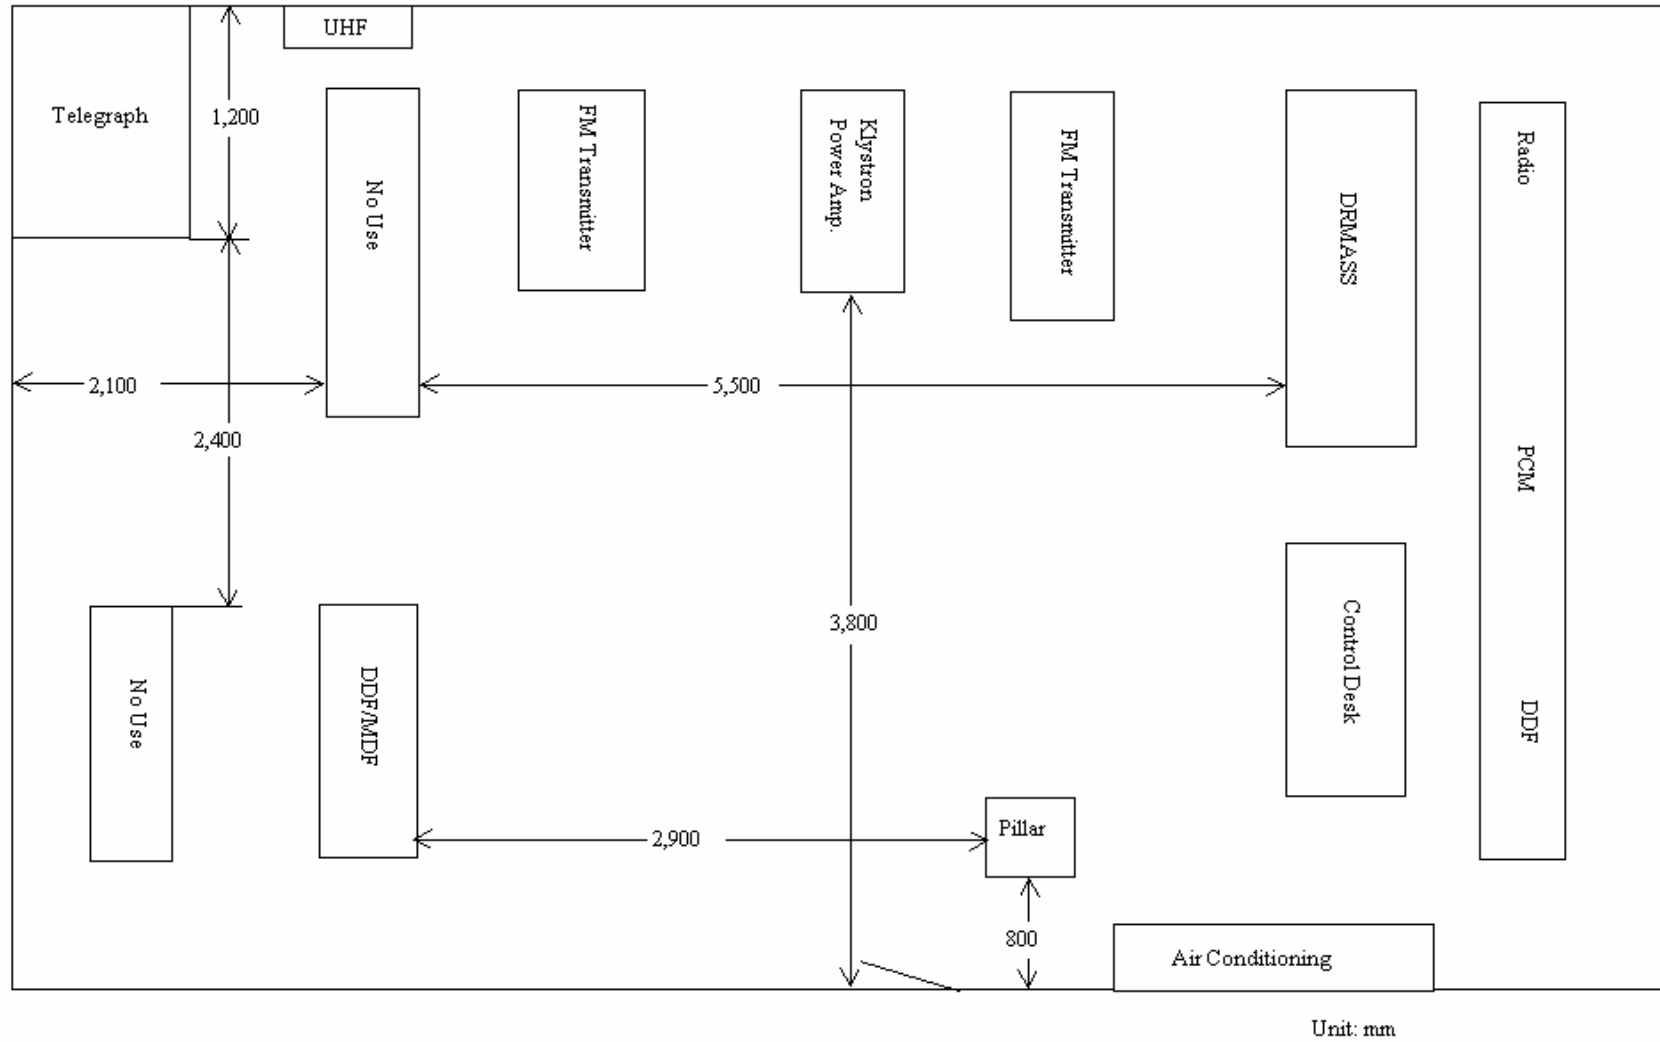 UHF
Telegraph
1,200
No Use
FM Transmitter
Klystron
Power Amp.
FM Transmitter
DRMASS
Radio
PCM
DDF
2,100
5,500
2,400
3,800
No Use
DDF/MDF
Control Desk
2,900
Pillar
800
Air Conditioning
Unit: mm